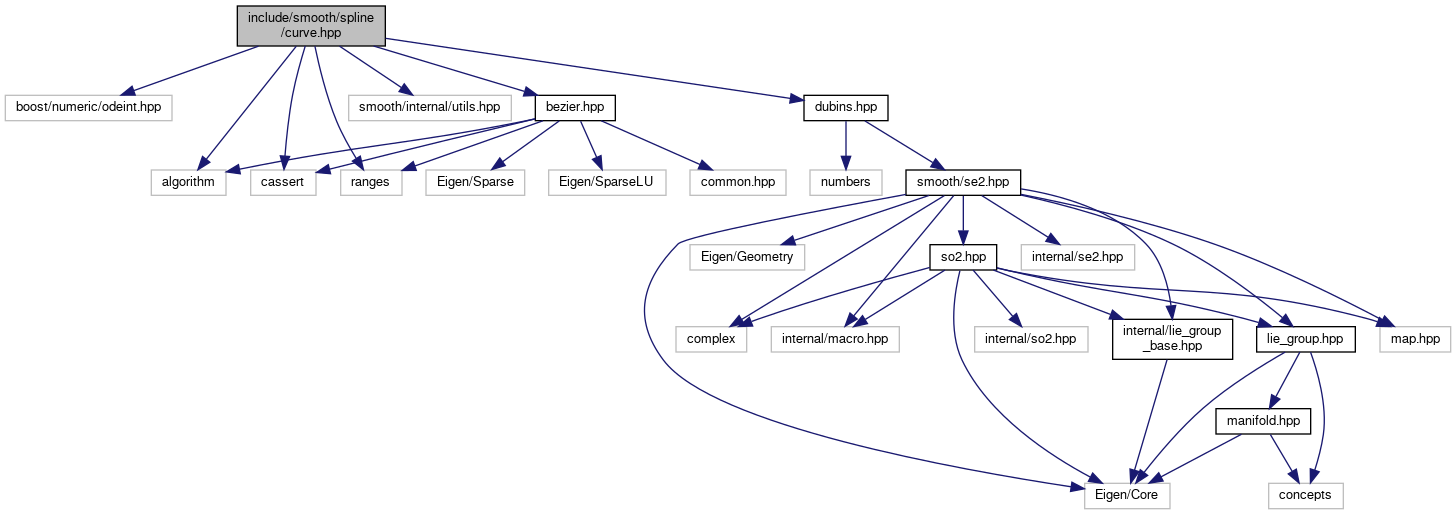 include/smooth/spline
/curve.hpp
boost/numeric/odeint.hpp
smooth/internal/utils.hpp
bezier.hpp
dubins.hpp
algorithm
cassert
ranges
Eigen/Sparse
Eigen/SparseLU
common.hpp
numbers
smooth/se2.hpp
Eigen/Geometry
so2.hpp
internal/se2.hpp
complex
internal/macro.hpp
internal/so2.hpp
internal/lie_group
_base.hpp
lie_group.hpp
map.hpp
manifold.hpp
Eigen/Core
concepts